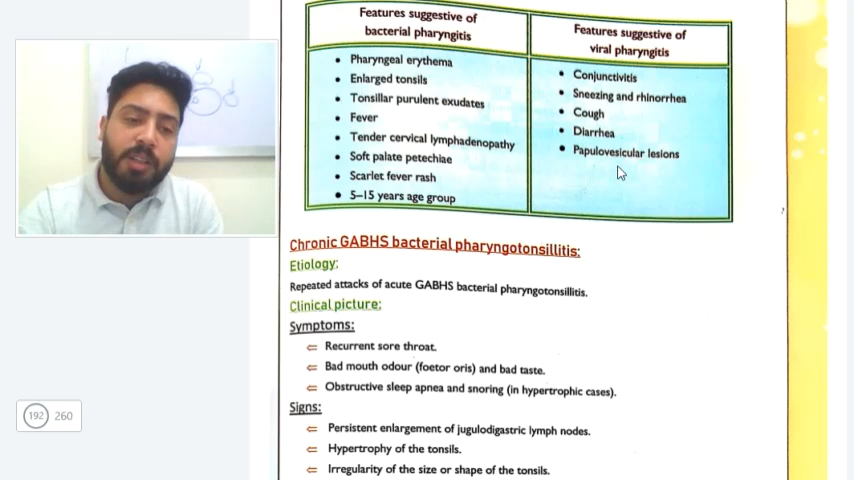 Features suggestive of
bacterial pharyngitis
Features suggestive of
viral pharyngitis
• Pharyngeal erythema
• Enlarged tonsils
• Tonsillar purulent exudates
• Fever
• Tender cervical lymphadenopathy
• Soft palate petechiae
• Scarlet fever rash
• 5–15 years age group
• Conjunctivitis
• Sneezing and rhinorrhea
• Cough
• Diarrhea
• Papulovesicular lesions
Chronic GABHS bacterial pharyngotonsillitis:
Etiology:
Repeated attacks of acute GABHS bacterial pharyngotonsillitis.
Clinical picture:
Symptoms:
⇐ Recurrent sore throat.
⇐ Bad mouth odour (foetor oris) and bad taste.
⇐ Obstructive sleep apnea and snoring (in hypertrophic cases).
Signs:
⇐ Persistent enlargement of jugulodigastric lymph nodes.
⇐ Hypertrophy of the tonsils.
⇐ Irregularity of the size or shape of the tonsils.
192 260